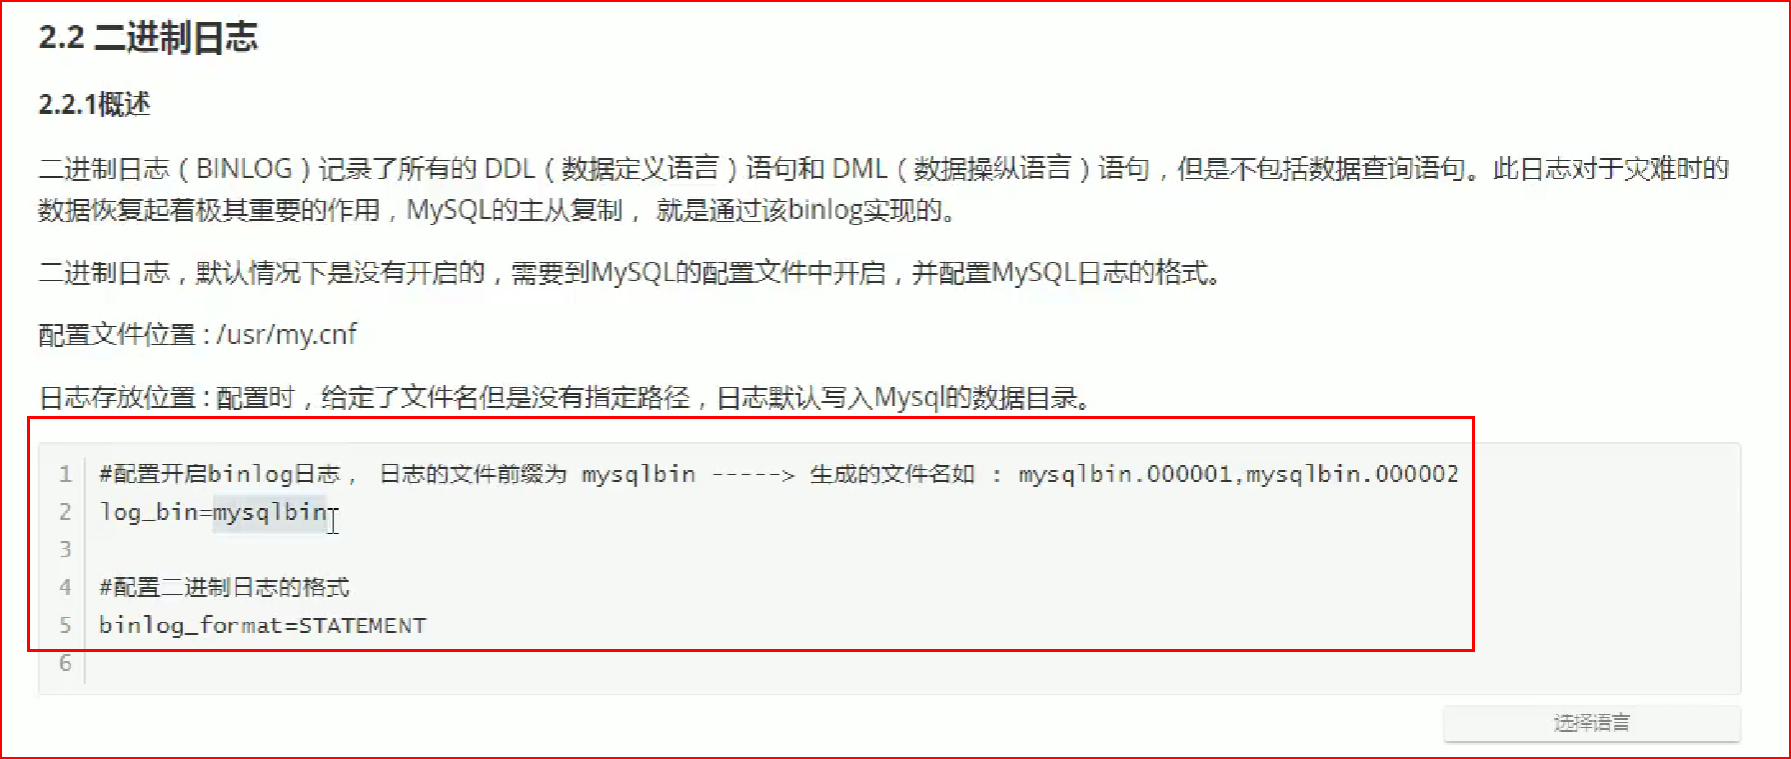 2.2 二进制日志
2.2.1概述
二进制日志（BINLOG）记录了所有的 DDL（数据定义语言）语句和 DML（数据操纵语言）语句，但是不包括数据查询语句。此日志对于灾难时的
数据恢复起着极其重要的作用，MySQL的主从复制， 就是通过该binlog实现的。
二进制日志，默认情况下是没有开启的，需要到MySQL的配置文件中开启，并配置MySQL日志的格式。
配置文件位置 : /usr/my.cnf
日志存放位置 : 配置时，给定了文件名但是没有指定路径，日志默认写入Mysql的数据目录。
1 #配置开启binlog日志， 日志的文件前缀为 mysqlbin -----> 生成的文件名如 : mysqlbin.000001,mysqlbin.000002
2 log_bin=mysqlbin
3
4 #配置二进制日志的格式
5 binlog_format=STATEMENT
6
选择语言